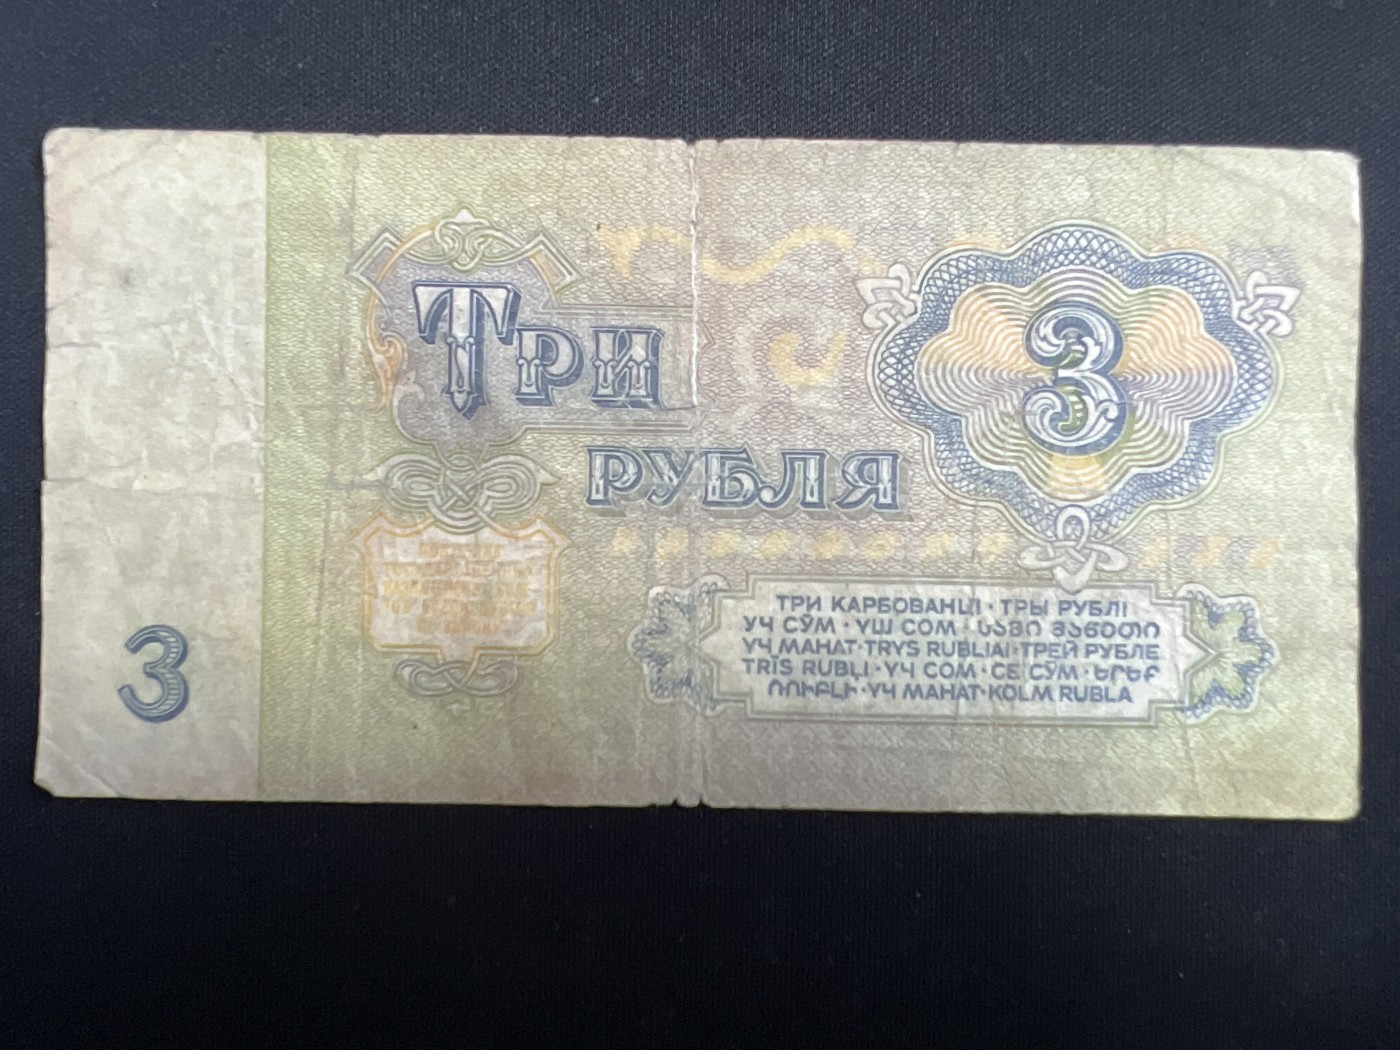 Три
3
рубля
ТРИ КАРБОВАНЦІ · ТРЫ РУБЛІ
УЧ СЎМ · ҮШ СОМ · ᲡᲐᲛᲘ ᲛᲐᲜᲔᲗᲘ
УЧ МАНАТ · TRYS RUBLIAI · ТРЕЙ РУБЛЕ
TRĪS RUBĻI · ҮЧ СОМ · СЕ СӮМ · ԵՐԵՔ
ՌՈՒԲԼԻ · ҮЧ МАНАТ · KOLM RUBLA
3